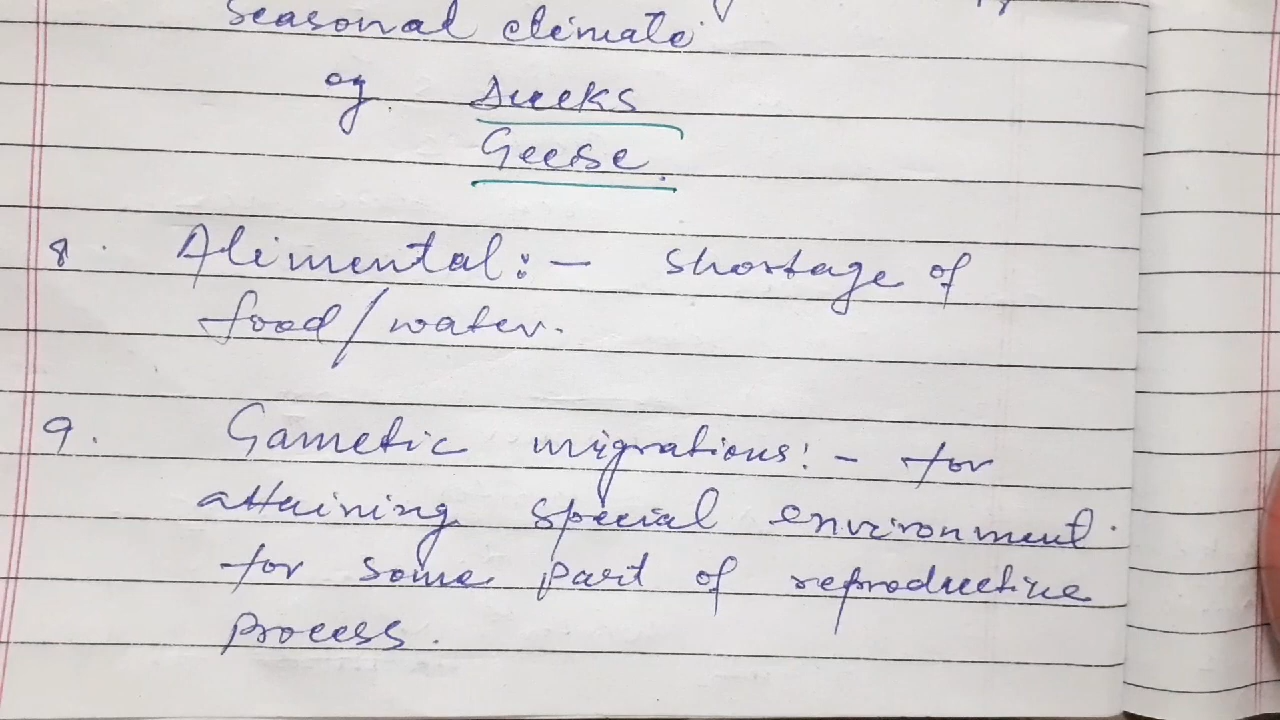 Seasonal climate
eg. Ducks
Geese.
8. Alimental :- Shortage of
food/water.
9. Gametic migrations :- for
attaining special environment
for some part of reproductive
process.